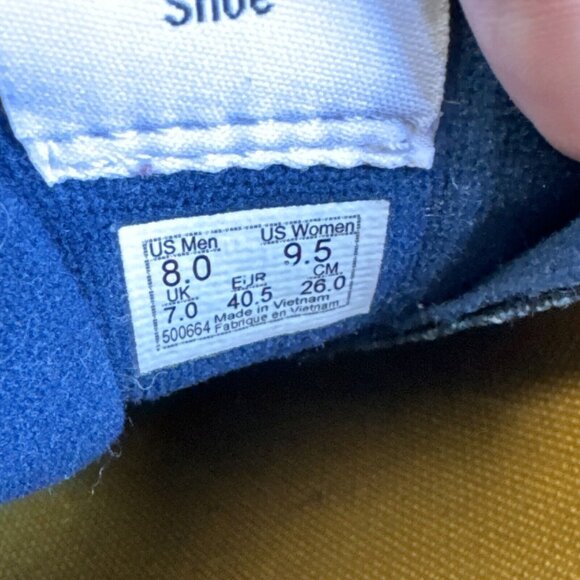 Shoe
US Men US Women
8.0 9.5
UK EUR CM
7.0 40.5 26.0
Made in Vietnam
500664 Fabrique en Vietnam